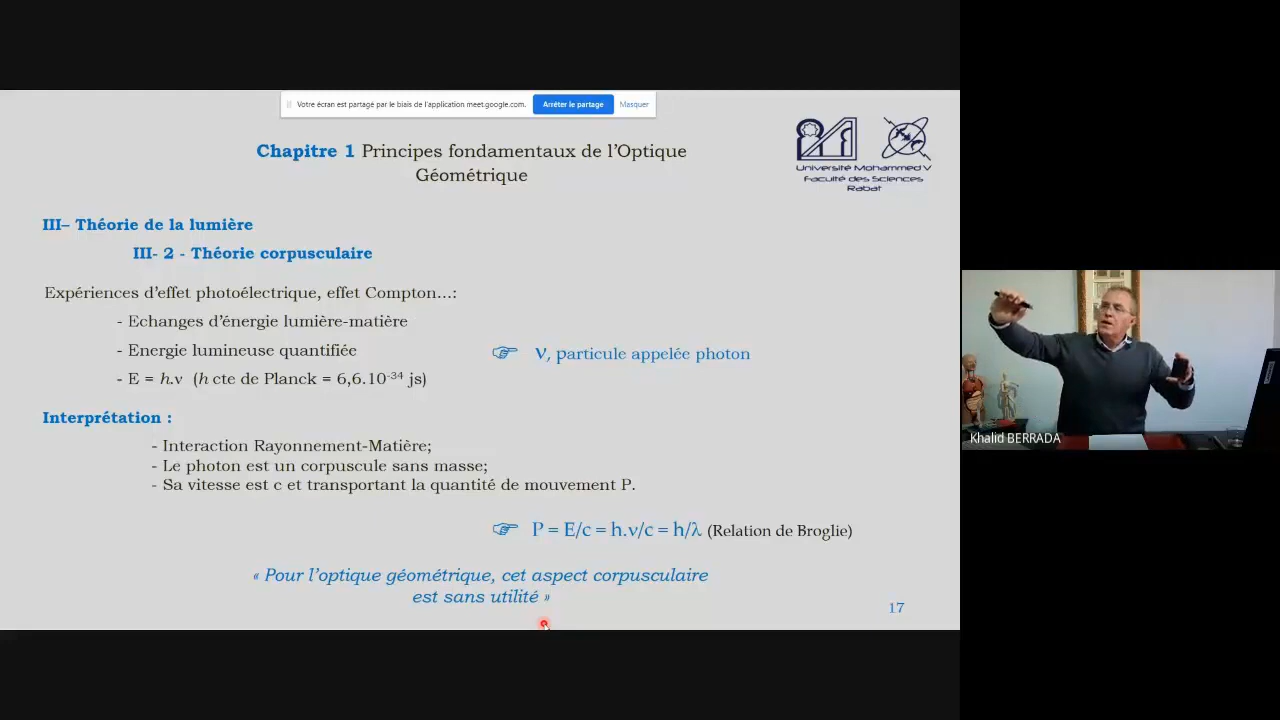 Votre écran est partagé par le biais de l'application meet.google.com. Arrêter le partage Masquer
Chapitre 1 Principes fondamentaux de l'Optique
Géométrique
Université Mohammed V
Faculté des Sciences
Rabat
III– Théorie de la lumière
III- 2 - Théorie corpusculaire
Expériences d'effet photoélectrique, effet Compton…:
- Echanges d'énergie lumière-matière
- Energie lumineuse quantifiée
☞ ν, particule appelée photon
- E = h.ν (h cte de Planck = 6,6.10⁻³⁴ js)
Interprétation :
- Interaction Rayonnement-Matière;
- Le photon est un corpuscule sans masse;
- Sa vitesse est c et transportant la quantité de mouvement P.
☞ P = E/c = h.ν/c = h/λ (Relation de Broglie)
« Pour l'optique géométrique, cet aspect corpusculaire
est sans utilité »
17
Khalid BERRADA